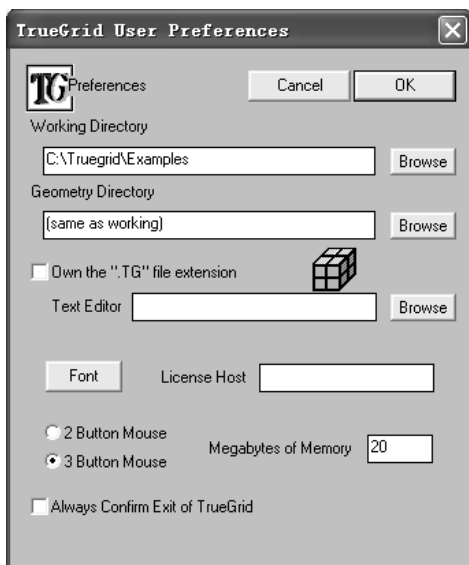 TrueGrid User Preferences
TG Preferences Cancel OK
Working Directory
C:\Truegrid\Examples Browse
Geometry Directory
(same as working) Browse
Own the ".TG" file extension
Text Editor Browse
Font License Host
2 Button Mouse
3 Button Mouse
Megabytes of Memory 20
Always Confirm Exit of TrueGrid